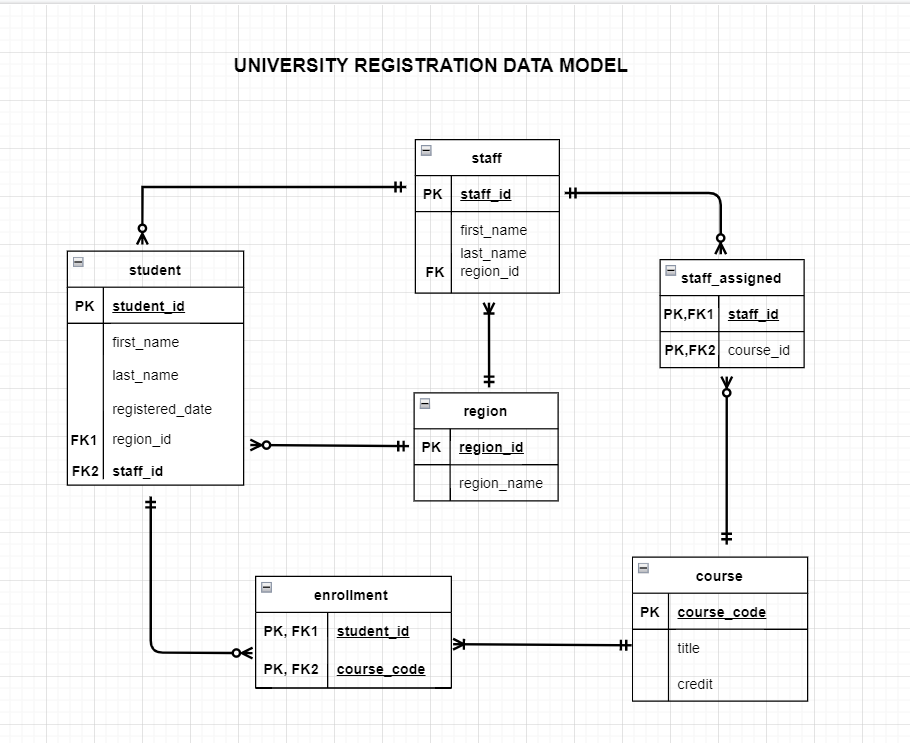 UNIVERSITY REGISTRATION DATA MODEL
staff
PK staff_id
first_name
last_name
FK region_id
student
PK student_id
first_name
last_name
registered_date
FK1 region_id
FK2 staff_id
staff_assigned
PK,FK1 staff_id
PK,FK2 course_id
region
PK region_id
region_name
enrollment
PK, FK1 student_id
PK, FK2 course_code
course
PK course_code
title
credit